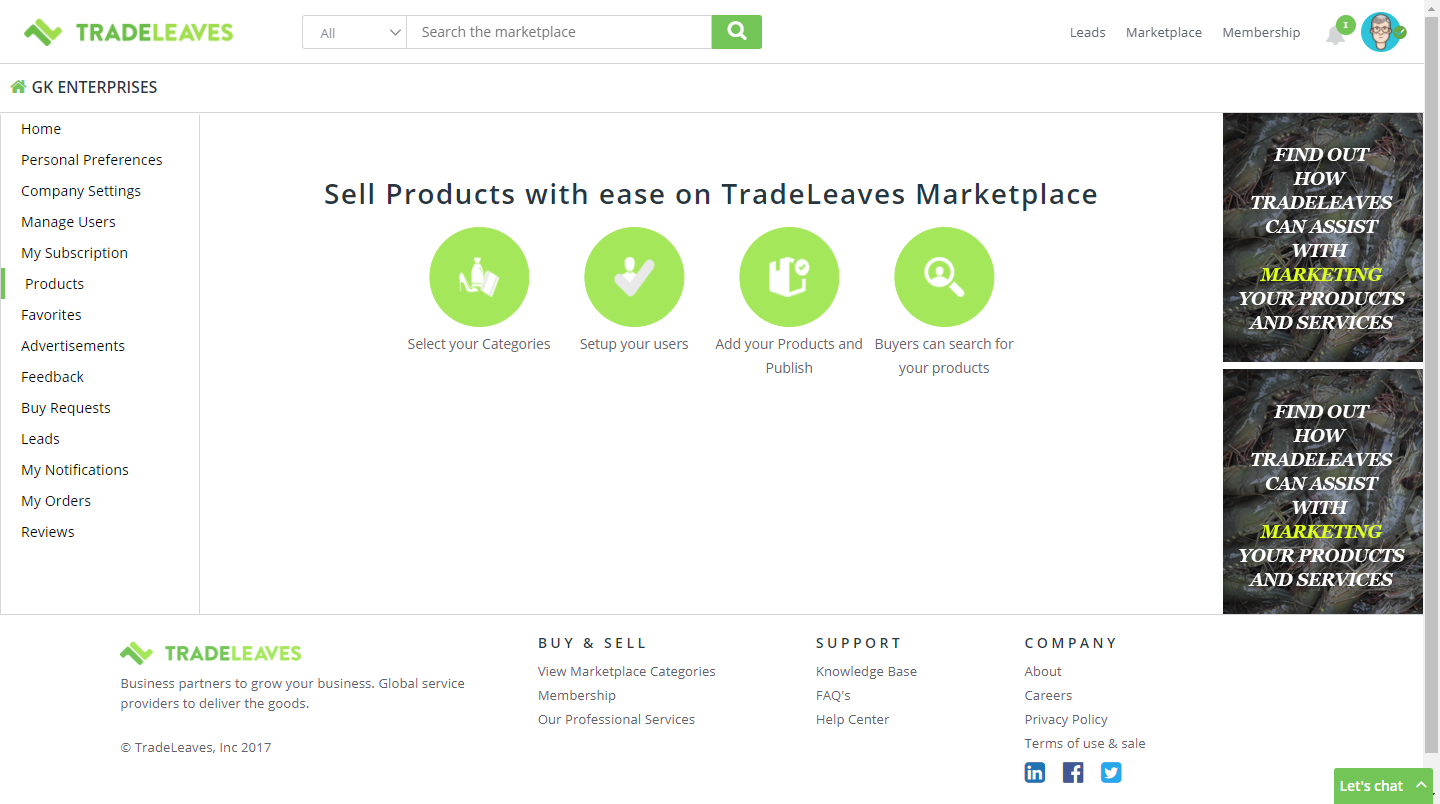 TRADELEAVES
All
Search the marketplace
Leads
Marketplace
Membership
1
GK ENTERPRISES
Home
Personal Preferences
Company Settings
Manage Users
My Subscription
Products
Favorites
Advertisements
Feedback
Buy Requests
Leads
My Notifications
My Orders
Reviews
Sell Products with ease on TradeLeaves Marketplace
Select your Categories
Setup your users
Add your Products and
Publish
Buyers can search for
your products
FIND OUT
HOW
TRADELEAVES
CAN ASSIST
WITH
MARKETING
YOUR PRODUCTS
AND SERVICES
FIND OUT
HOW
TRADELEAVES
CAN ASSIST
WITH
MARKETING
YOUR PRODUCTS
AND SERVICES
TRADELEAVES
Business partners to grow your business. Global service
providers to deliver the goods.
© TradeLeaves, Inc 2017
BUY & SELL
View Marketplace Categories
Membership
Our Professional Services
SUPPORT
Knowledge Base
FAQ's
Help Center
COMPANY
About
Careers
Privacy Policy
Terms of use & sale
in
f
Let's chat